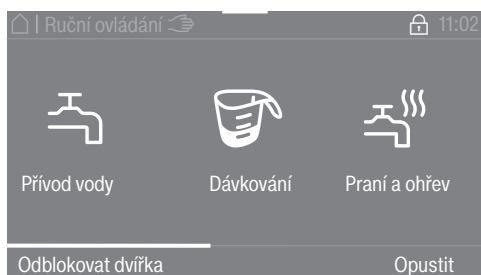 Ruční ovládání 11:02
Přívod vody Dávkování Praní a ohřev
Odblokovat dvířka Opustit